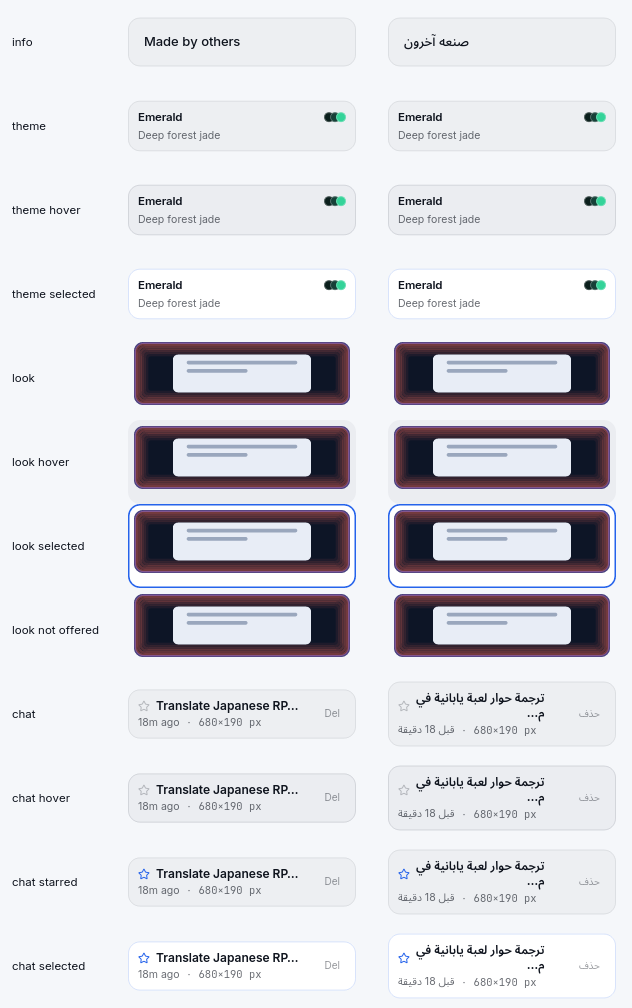 info
Made by others
صنعه آخرون
theme
Emerald
Deep forest jade
Emerald
Deep forest jade
theme hover
Emerald
Deep forest jade
Emerald
Deep forest jade
theme selected
Emerald
Deep forest jade
Emerald
Deep forest jade
look
look hover
look selected
look not offered
chat
Translate Japanese RP...
18m ago · 680×190 px
Del
ترجمة حوار لعبة يابانية في
م...
قبل 18 دقيقة · 680×190 px
حذف
chat hover
Translate Japanese RP...
18m ago · 680×190 px
Del
ترجمة حوار لعبة يابانية في
م...
قبل 18 دقيقة · 680×190 px
حذف
chat starred
Translate Japanese RP...
18m ago · 680×190 px
Del
ترجمة حوار لعبة يابانية في
م...
قبل 18 دقيقة · 680×190 px
حذف
chat selected
Translate Japanese RP...
18m ago · 680×190 px
Del
ترجمة حوار لعبة يابانية في
م...
قبل 18 دقيقة · 680×190 px
حذف